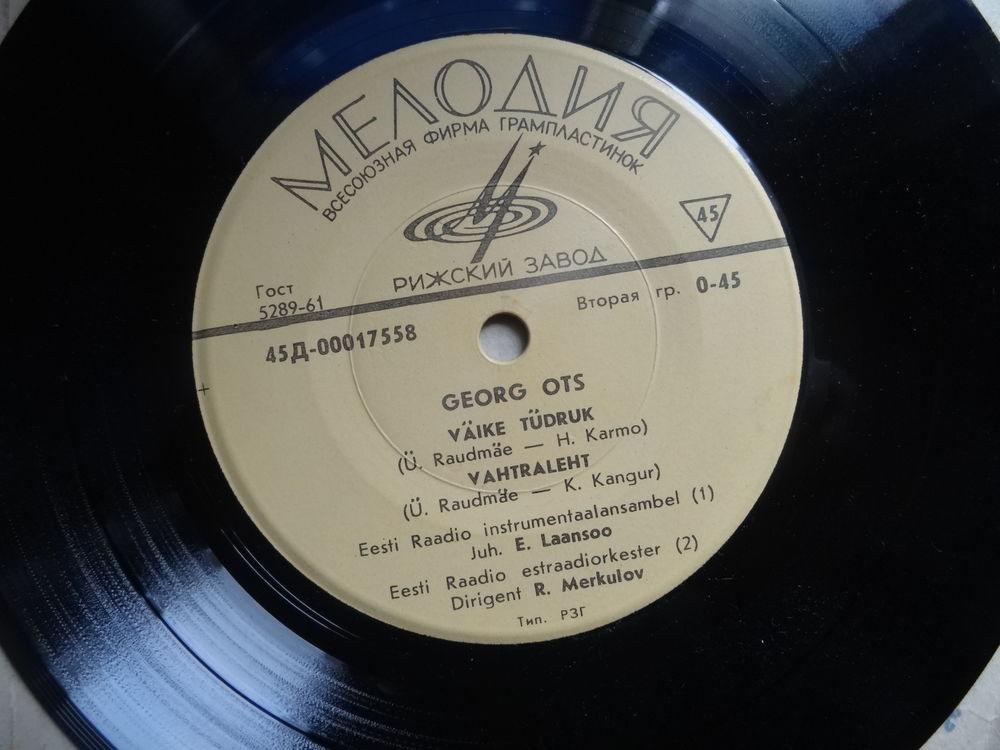 МЕЛОДИЯ
ВСЕСОЮЗНАЯ ФИРМА ГРАМПЛАСТИНОК
45
РИЖСКИЙ ЗАВОД
Гост
5289-61
Вторая гр. 0-45
45Д-00017558
GEORG OTS
VÄIKE TÜDRUK
(Ü. Raudmäe — H. Karmo)
VAHTRALEHT
(Ü. Raudmäe — K. Kangur)
Eesti Raadio instrumentaalansambel (1)
Juh. E. Laansoo
Eesti Raadio estraadiorkester (2)
Dirigent R. Merkulov
Тип. РЗГ